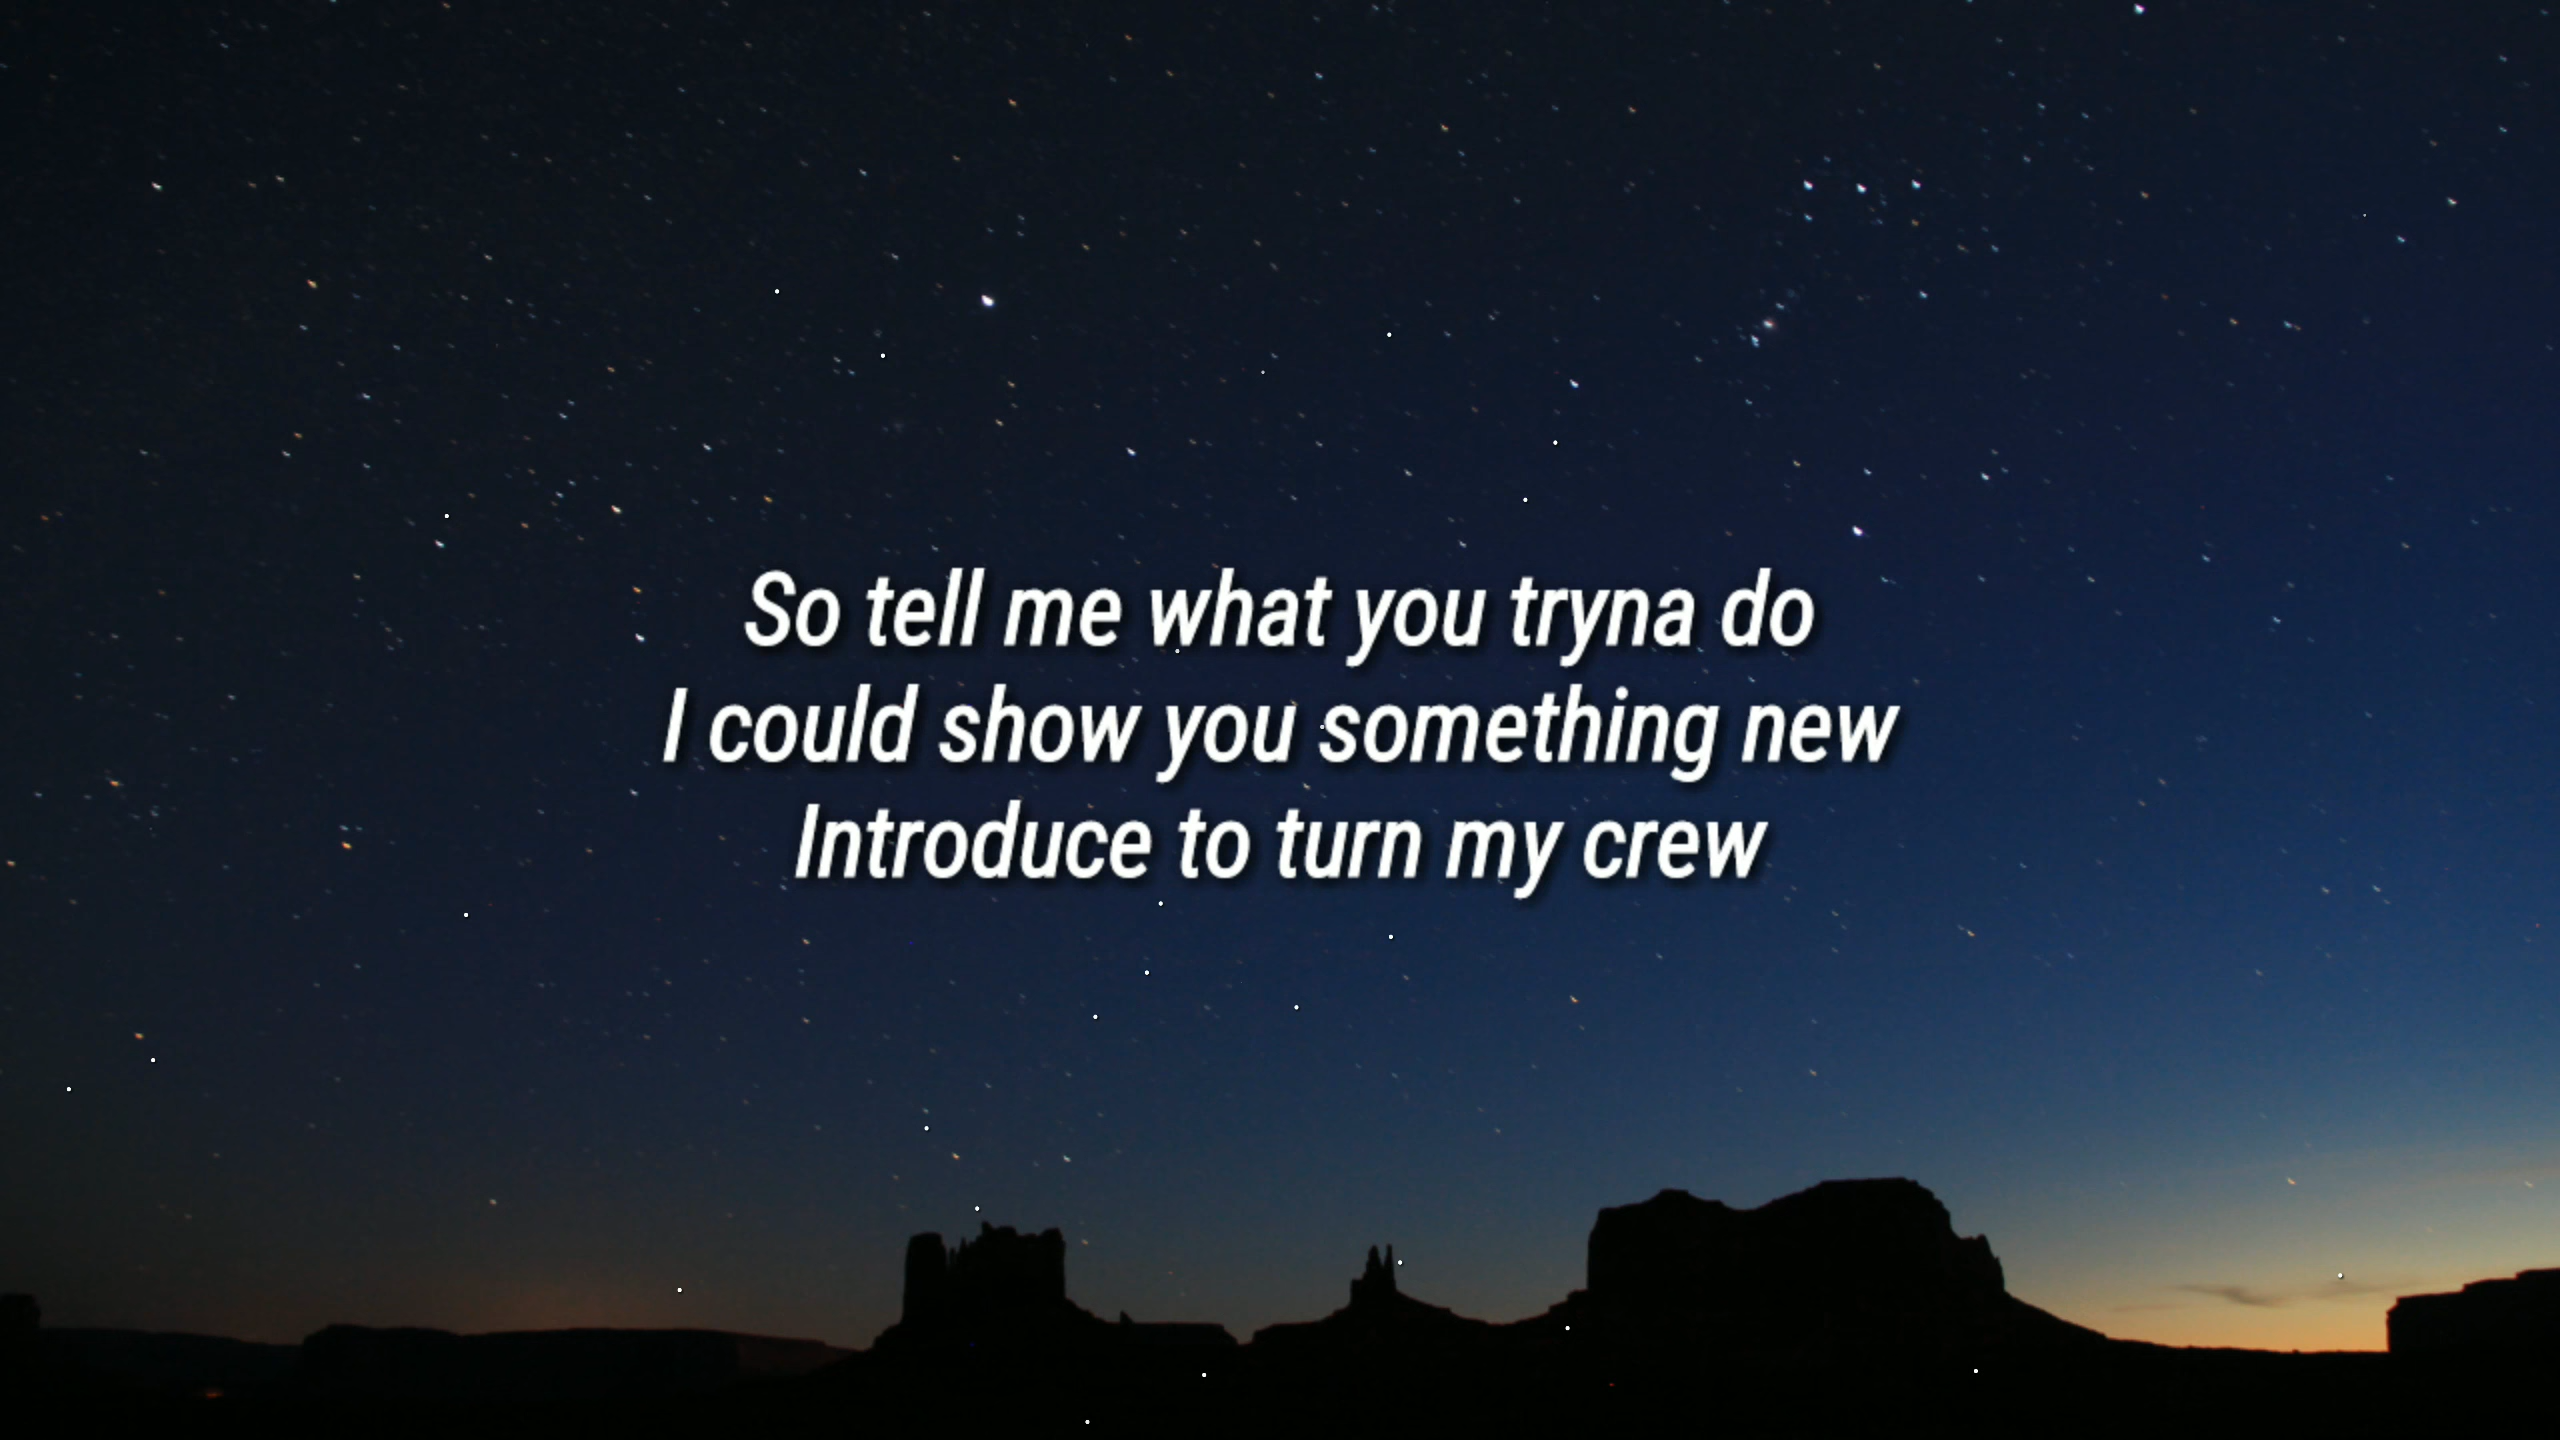 So tell me what you tryna do
I could show you something new
Introduce to turn my crew